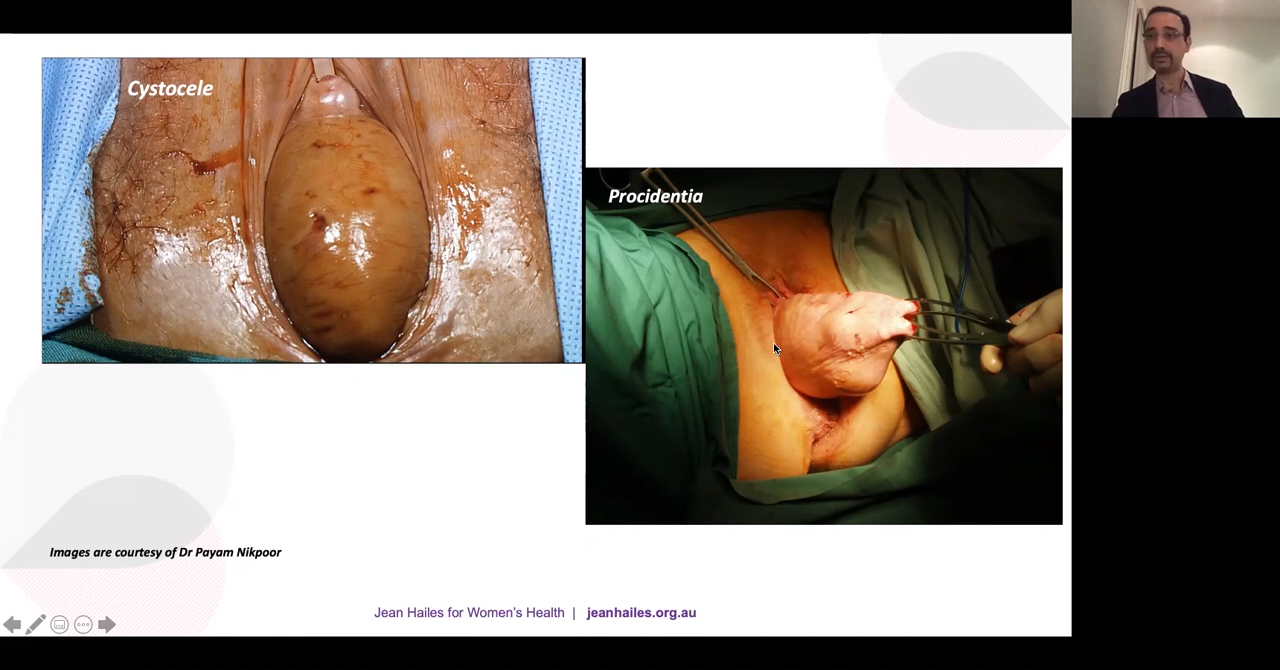 Cystocele
Procidentia
Images are courtesy of Dr Payam Nikpoor
Jean Hailes for Women's Health | jeanhailes.org.au